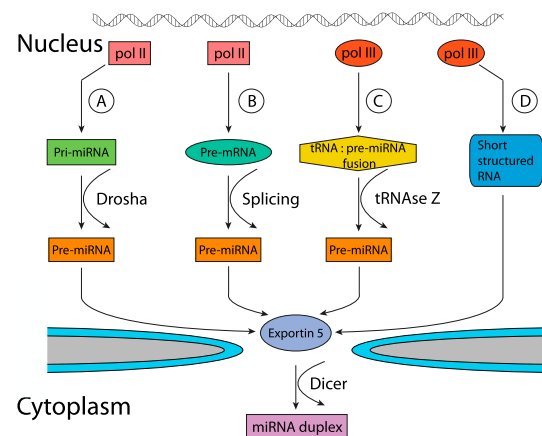 Nucleus
pol II
pol II
pol III
pol III
A
B
C
D
Pri-miRNA
Pre-mRNA
tRNA : pre-miRNA
fusion
Short
structured
RNA
Drosha
Splicing
tRNAse Z
Pre-miRNA
Pre-miRNA
Pre-miRNA
Exportin 5
Dicer
Cytoplasm
miRNA duplex